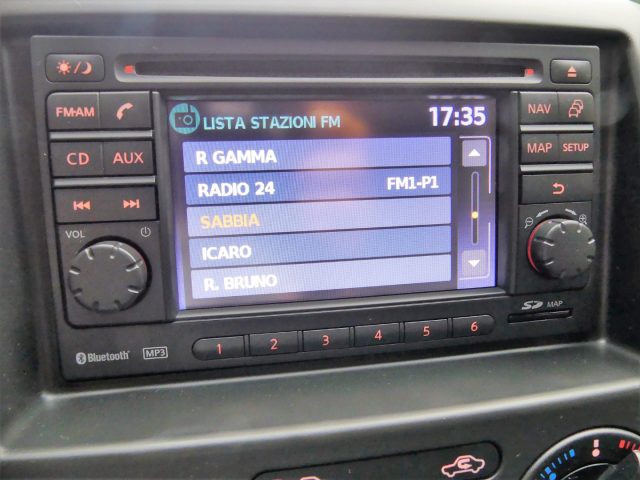 FM-AM
LISTA STAZIONI FM
17:35
NAV
CD
AUX
R GAMMA
MAP
SETUP
RADIO 24
FM1-P1
SABBIA
VOL
ICARO
R. BRUNO
SD MAP
Bluetooth
MP3
1 2 3 4 5 6